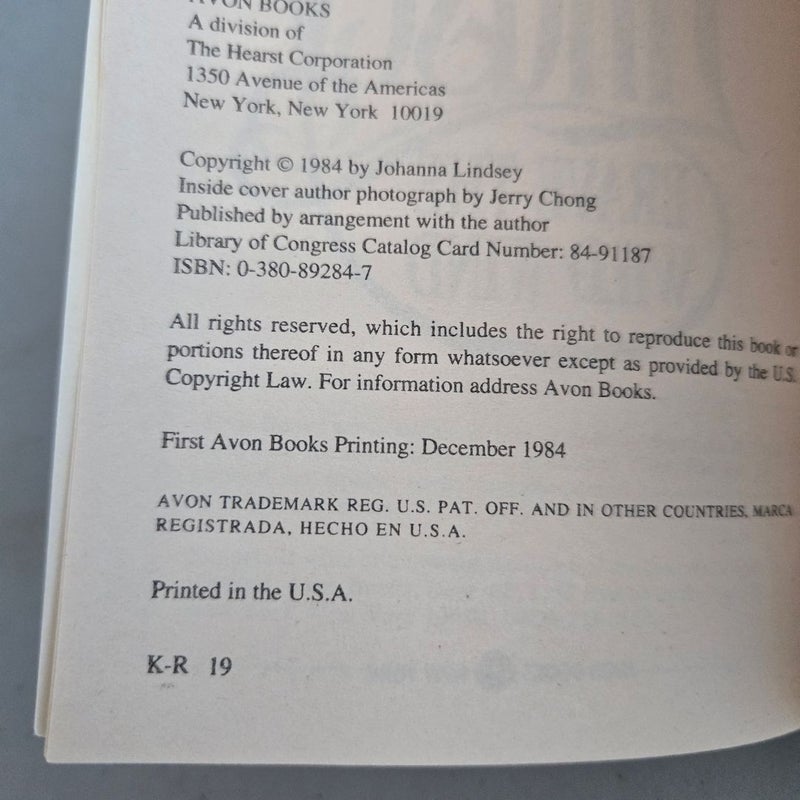 AVON BOOKS
A division of
The Hearst Corporation
1350 Avenue of the Americas
New York, New York 10019
Copyright © 1984 by Johanna Lindsey
Inside cover author photograph by Jerry Chong
Published by arrangement with the author
Library of Congress Catalog Card Number: 84-91187
ISBN: 0-380-89284-7
All rights reserved, which includes the right to reproduce this book or
portions thereof in any form whatsoever except as provided by the U.S.
Copyright Law. For information address Avon Books.
First Avon Books Printing: December 1984
AVON TRADEMARK REG. U.S. PAT. OFF. AND IN OTHER COUNTRIES, MARCA
REGISTRADA, HECHO EN U.S.A.
Printed in the U.S.A.
K-R 19